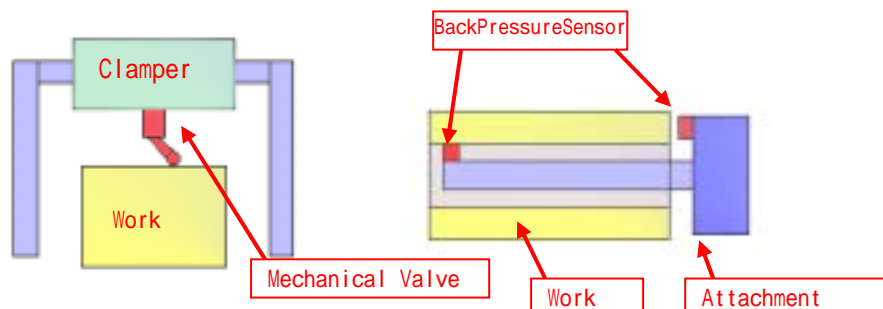 BackPressureSensor
Clamper
Work
Mechanical Valve
Work
Attachment